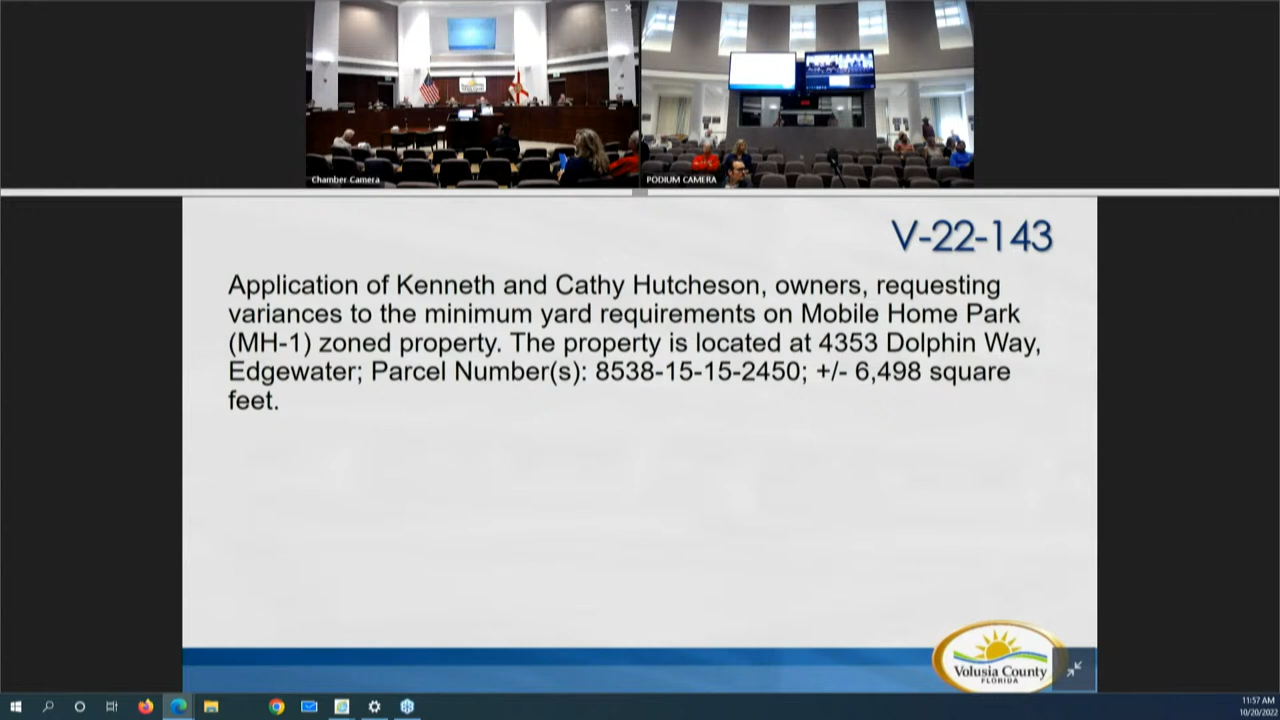 Chamber Camera
PODIUM CAMERA
V-22-143
Application of Kenneth and Cathy Hutcheson, owners, requesting
variances to the minimum yard requirements on Mobile Home Park
(MH-1) zoned property. The property is located at 4353 Dolphin Way,
Edgewater; Parcel Number(s): 8538-15-15-2450; +/- 6,498 square
feet.
Volusia County
FLORIDA
11:57 AM
10/20/2022